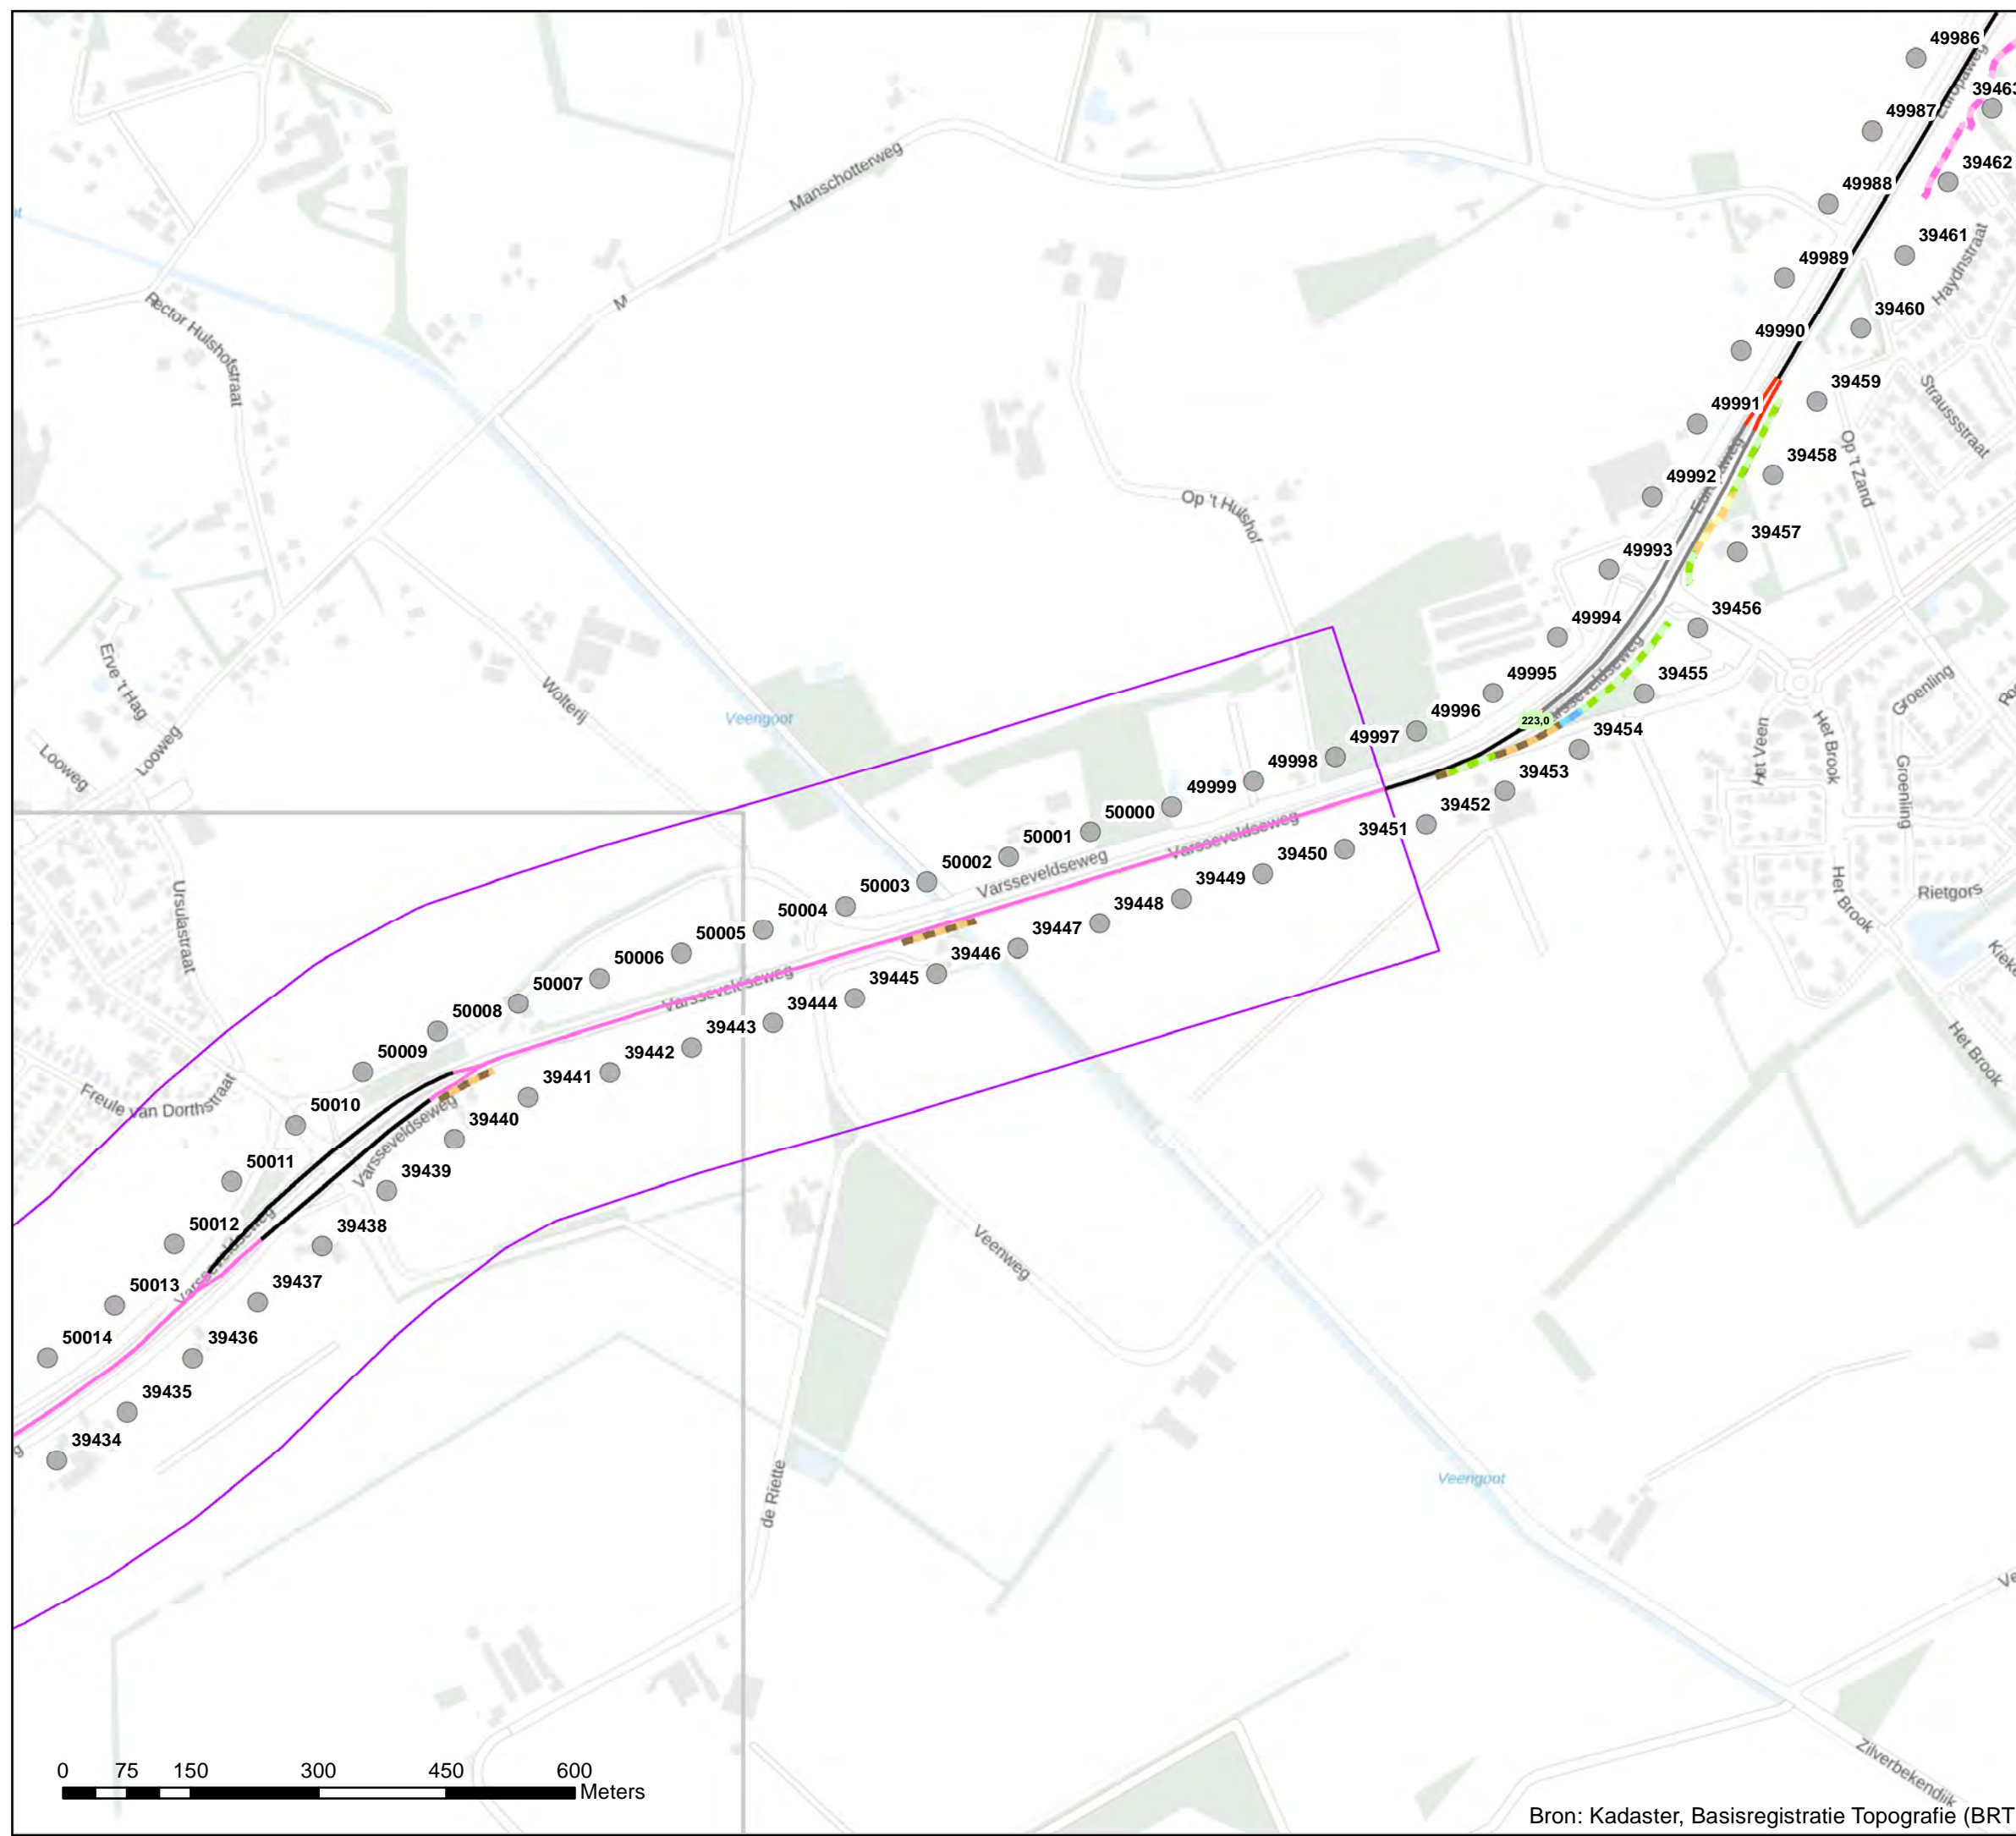 49986
Europaweg
39463
49987
39462
Manschotterweg
49988
39461
Haydnstraat
49989
M
39460
Rector Hulshofstraat
49990
39459
Straussstraat
49991
39458
Op 't Zand
49992
Op 't Hulshof
39457
49993
39456
49994
Erve 't Hag
Varsseveldseweg
39455
Groenling
49995
Wolterij
Veengoot
49996
223,0
39454
Het Veen
Het Brook
Looweg
Looweg
49997
49998
39453
Groenling
49999
39452
50000
39451
Varsseveldseweg
50001
39450
50002
Varsseveldseweg
39449
Het Brook
Rietgors
50003
39448
Ursulastraat
50004
39447
50005
39446
50006
39445
50007
Varsseveldseweg
39444
50008
39443
50009
39442
Het Brook
39441
Freule van Dorthstraat
50010
Varsseveldseweg
39440
50011
39439
50012
39438
Varsseveldseweg
Veenweg
50013
39437
50014
39436
39435
39434
g
de Riette
Veengoot
Zilverbekendijk
0 75 150 300 450 600
Meters
Bron: Kadaster, Basisregistratie Topografie (BRT